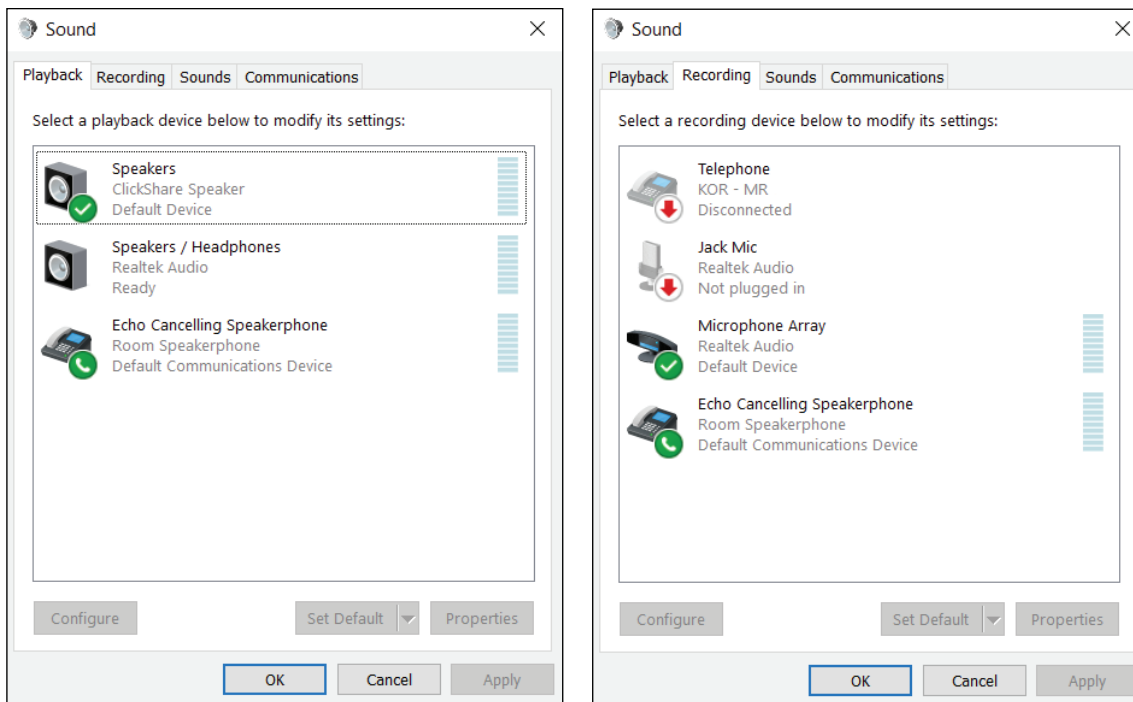 Sound
Playback Recording Sounds Communications
Select a playback device below to modify its settings:
Speakers
ClickShare Speaker
Default Device
Speakers / Headphones
Realtek Audio
Ready
Echo Cancelling Speakerphone
Room Speakerphone
Default Communications Device
Configure Set Default Properties
OK Cancel Apply
Sound
Playback Recording Sounds Communications
Select a recording device below to modify its settings:
Telephone
KOR - MR
Disconnected
Jack Mic
Realtek Audio
Not plugged in
Microphone Array
Realtek Audio
Default Device
Echo Cancelling Speakerphone
Room Speakerphone
Default Communications Device
Configure Set Default Properties
OK Cancel Apply